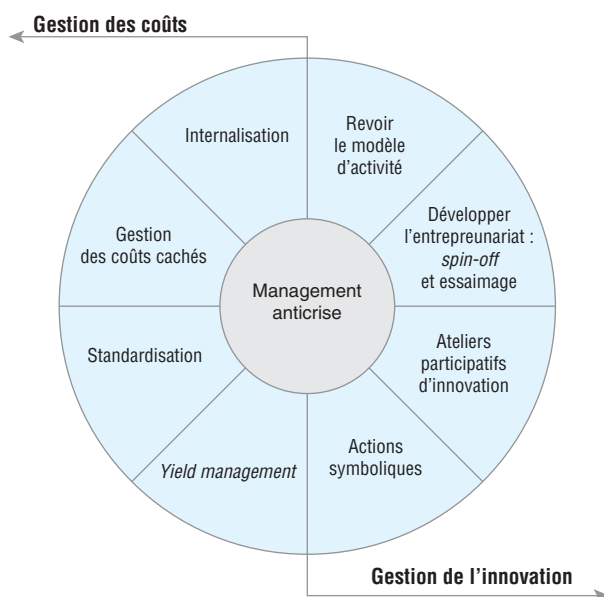 Gestion des coûts
Internalisation
Revoir
le modèle
d’activité
Gestion
des coûts cachés
Développer
l’entrepreunariat :
spin-off
et essaimage
Management
anticrise
Standardisation
Ateliers
participatifs
d’innovation
Yield management
Actions
symboliques
Gestion de l’innovation